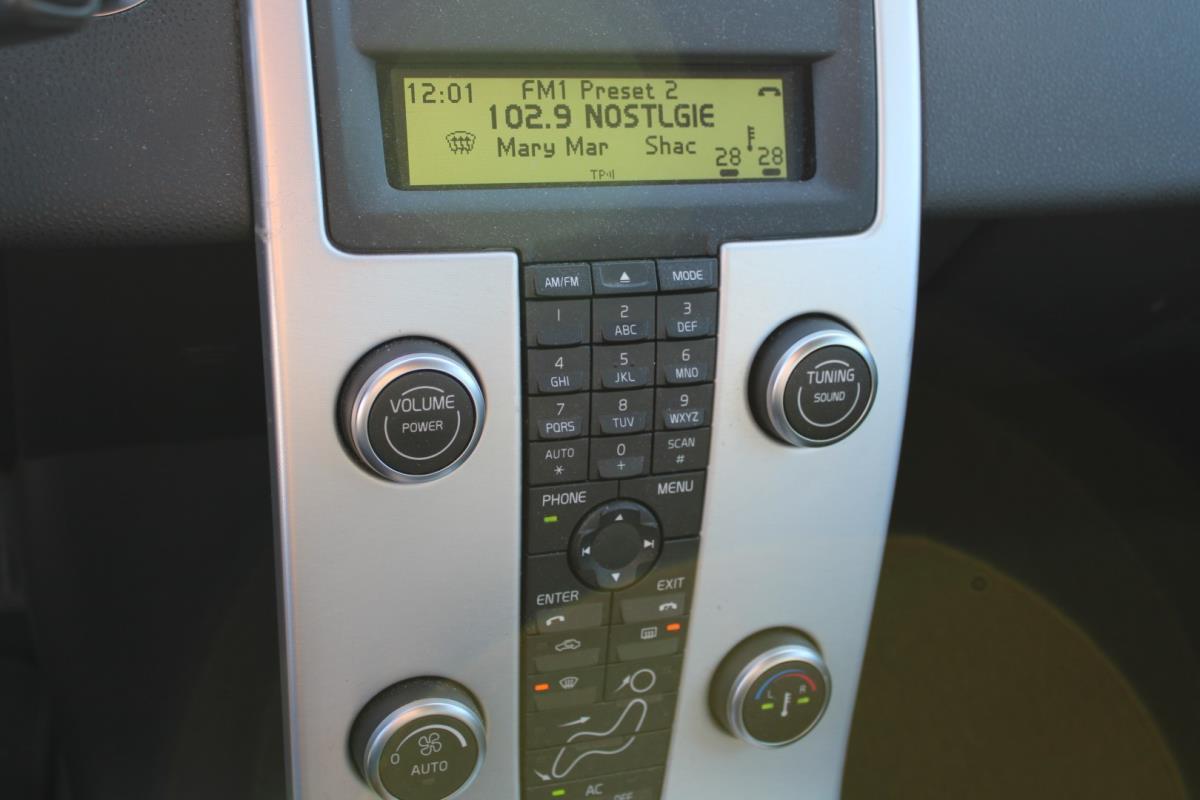 12:01 FM1 Preset 2
102.9 NOSTLGIE
Mary Mar Shac
28 28
TP
AM/FM MODE
1 2 3
ABC DEF
4 5 6
GHI JKL MNO
7 8 9
PQRS TUV WXYZ
AUTO 0 SCAN
* + #
VOLUME
POWER
TUNING
SOUND
PHONE MENU
ENTER EXIT
L R
0
AUTO
AC
OFF